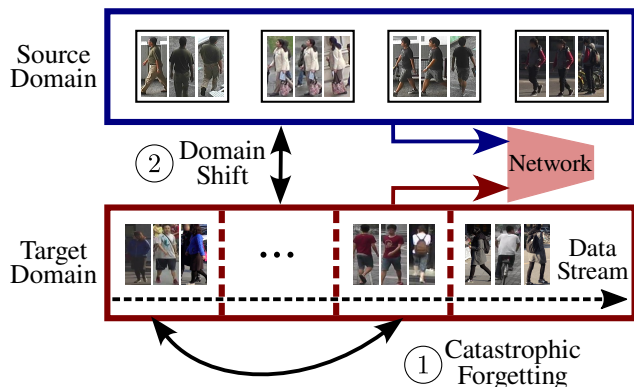 Source
Domain
2 Domain
Shift
Network
Target
Domain
...
Data
Stream
1 Catastrophic
Forgetting